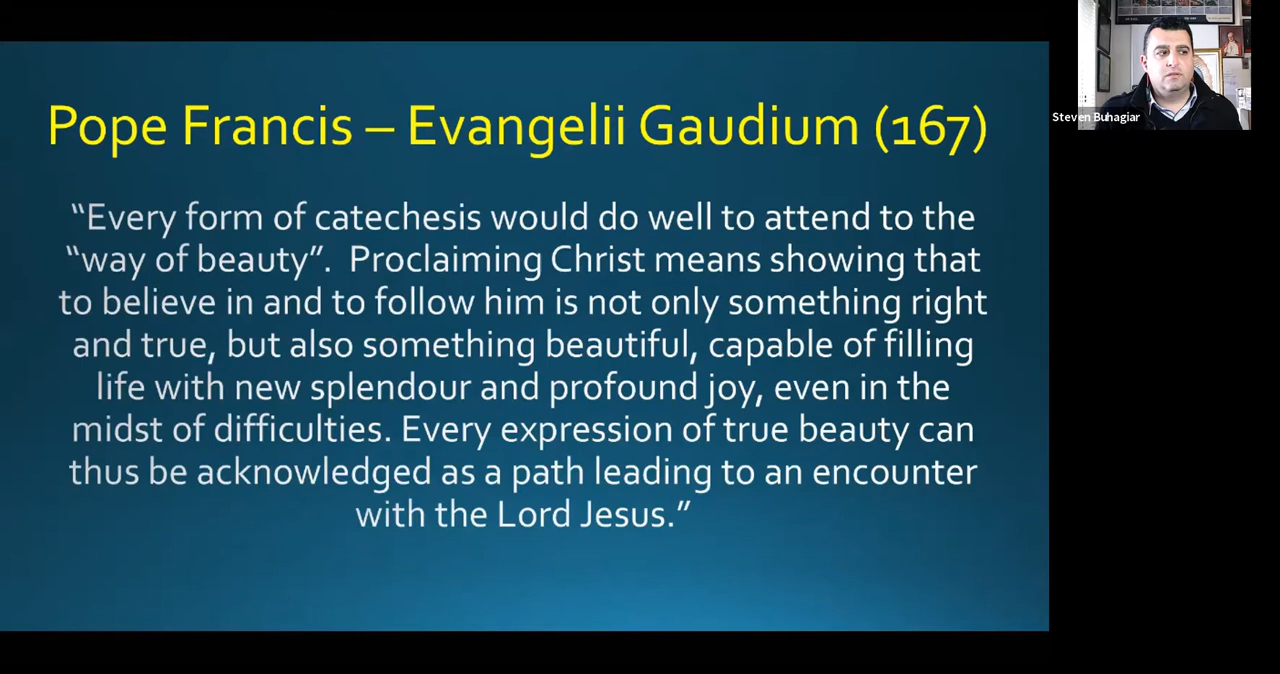 Pope Francis – Evangelii Gaudium (167)
“Every form of catechesis would do well to attend to the
“way of beauty”.  Proclaiming Christ means showing that
to believe in and to follow him is not only something right
and true, but also something beautiful, capable of filling
life with new splendour and profound joy, even in the
midst of difficulties. Every expression of true beauty can
thus be acknowledged as a path leading to an encounter
with the Lord Jesus.”
Steven Buhagiar